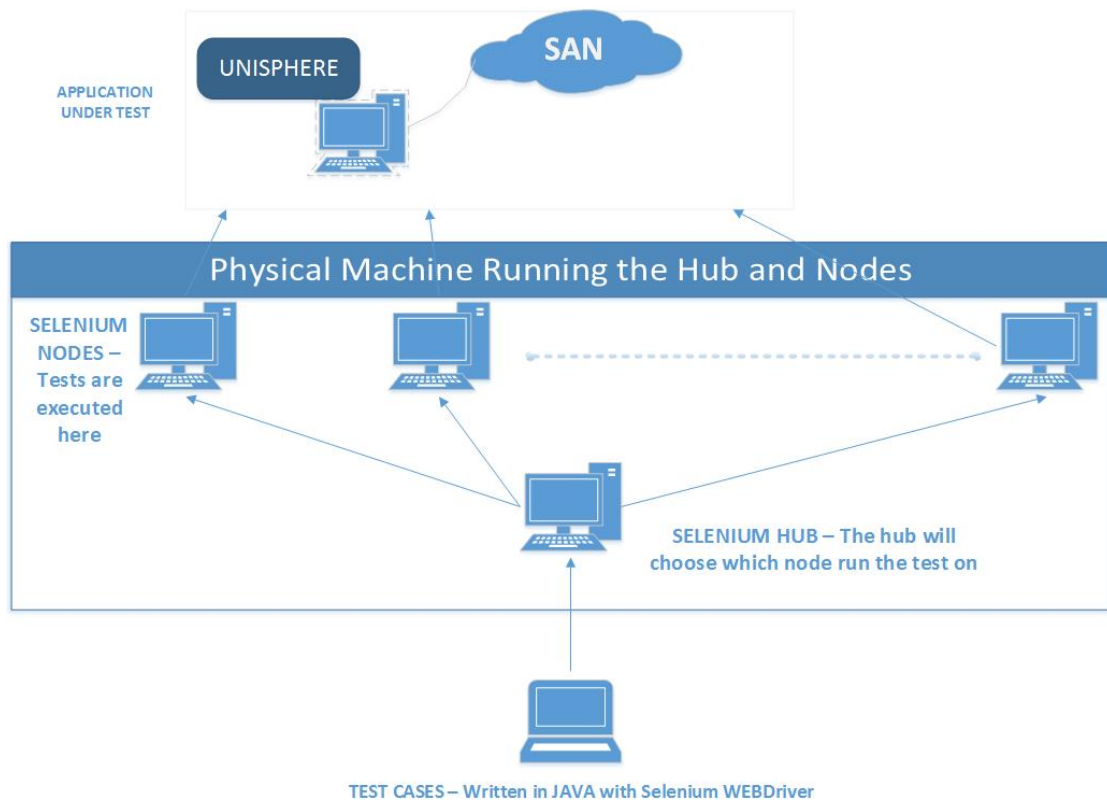 UNISPHERE
SAN
APPLICATION
UNDER TEST
Physical Machine Running the Hub and Nodes
SELENIUM
NODES –
Tests are
executed
here
SELENIUM HUB – The hub will
choose which node run the test on
TEST CASES – Written in JAVA with Selenium WEBDriver